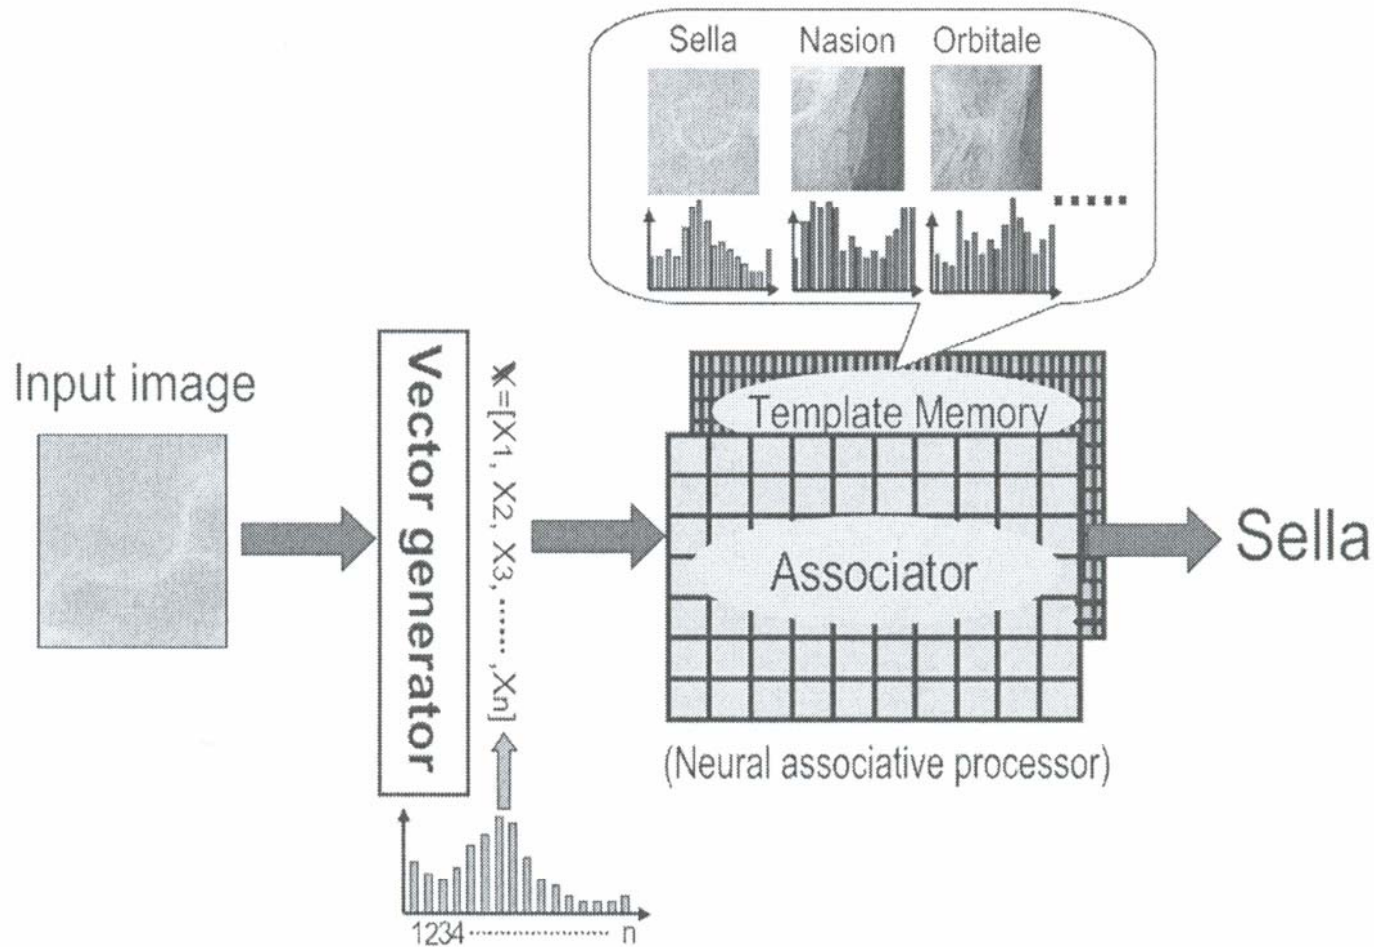 Sella Nasion Orbitale
Input image
Vector generator
X=[X1, X2, X3, ······ ,Xn]
Template Memory
Associator
Sella
(Neural associative processor)
1234 ···················· n